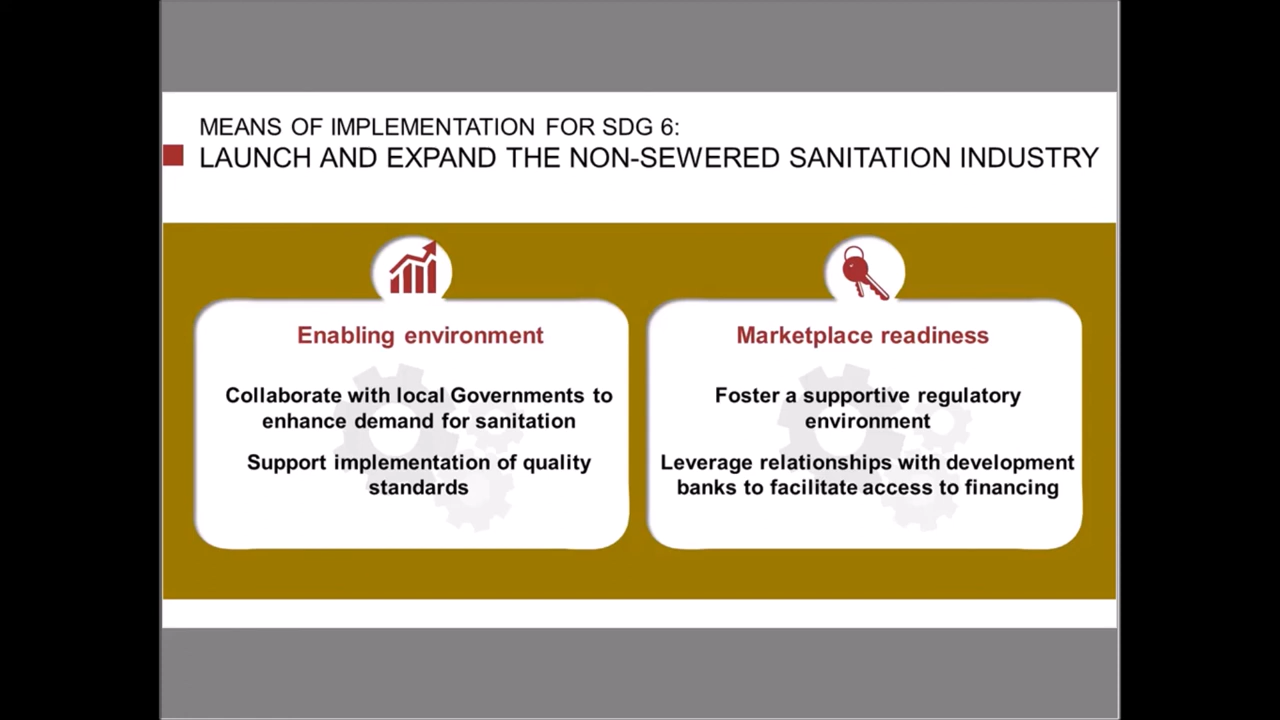 MEANS OF IMPLEMENTATION FOR SDG 6:
LAUNCH AND EXPAND THE NON-SEWERED SANITATION INDUSTRY
Enabling environment
Collaborate with local Governments to
enhance demand for sanitation
Support implementation of quality
standards
Marketplace readiness
Foster a supportive regulatory
environment
Leverage relationships with development
banks to facilitate access to financing